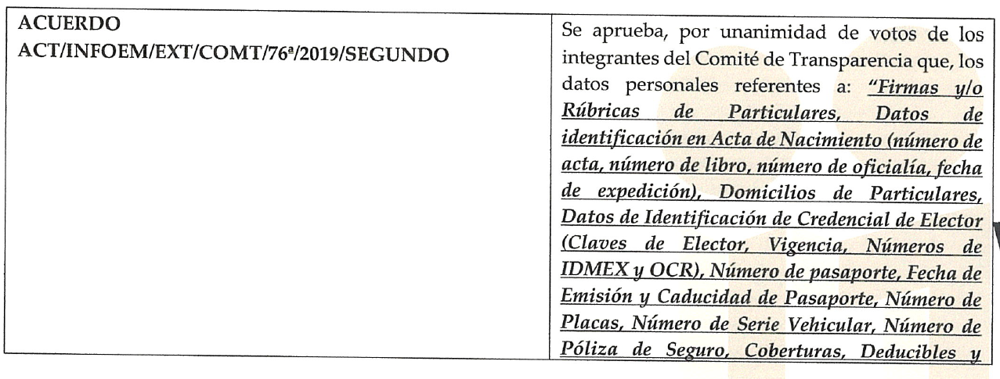 ACUERDO
ACT/INFOEM/EXT/COMT/76ª/2019/SEGUNDO
Se aprueba, por unanimidad de votos de los
integrantes del Comité de Transparencia que, los
datos personales referentes a: "Firmas y/o
Rúbricas de Particulares, Datos de
identificación en Acta de Nacimiento (número de
acta, número de libro, número de oficialía, fecha
de expedición), Domicilios de Particulares,
Datos de Identificación de Credencial de Elector
(Claves de Elector, Vigencia, Números de
IDMEX y OCR), Número de pasaporte, Fecha de
Emisión y Caducidad de Pasaporte, Número de
Placas, Número de Serie Vehicular, Número de
Póliza de Seguro, Coberturas, Deducibles y